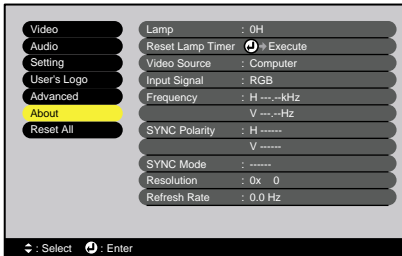 Video
Audio
Setting
User's Logo
Advanced
About
Reset All
Lamp : 0H
Reset Lamp Timer Execute
Video Source : Computer
Input Signal : RGB
Frequency : H ---.--kHz
V ---.--Hz
SYNC Polarity : H ------
V ------
SYNC Mode : ------
Resolution : 0x 0
Refresh Rate : 0.0 Hz
: Select : Enter